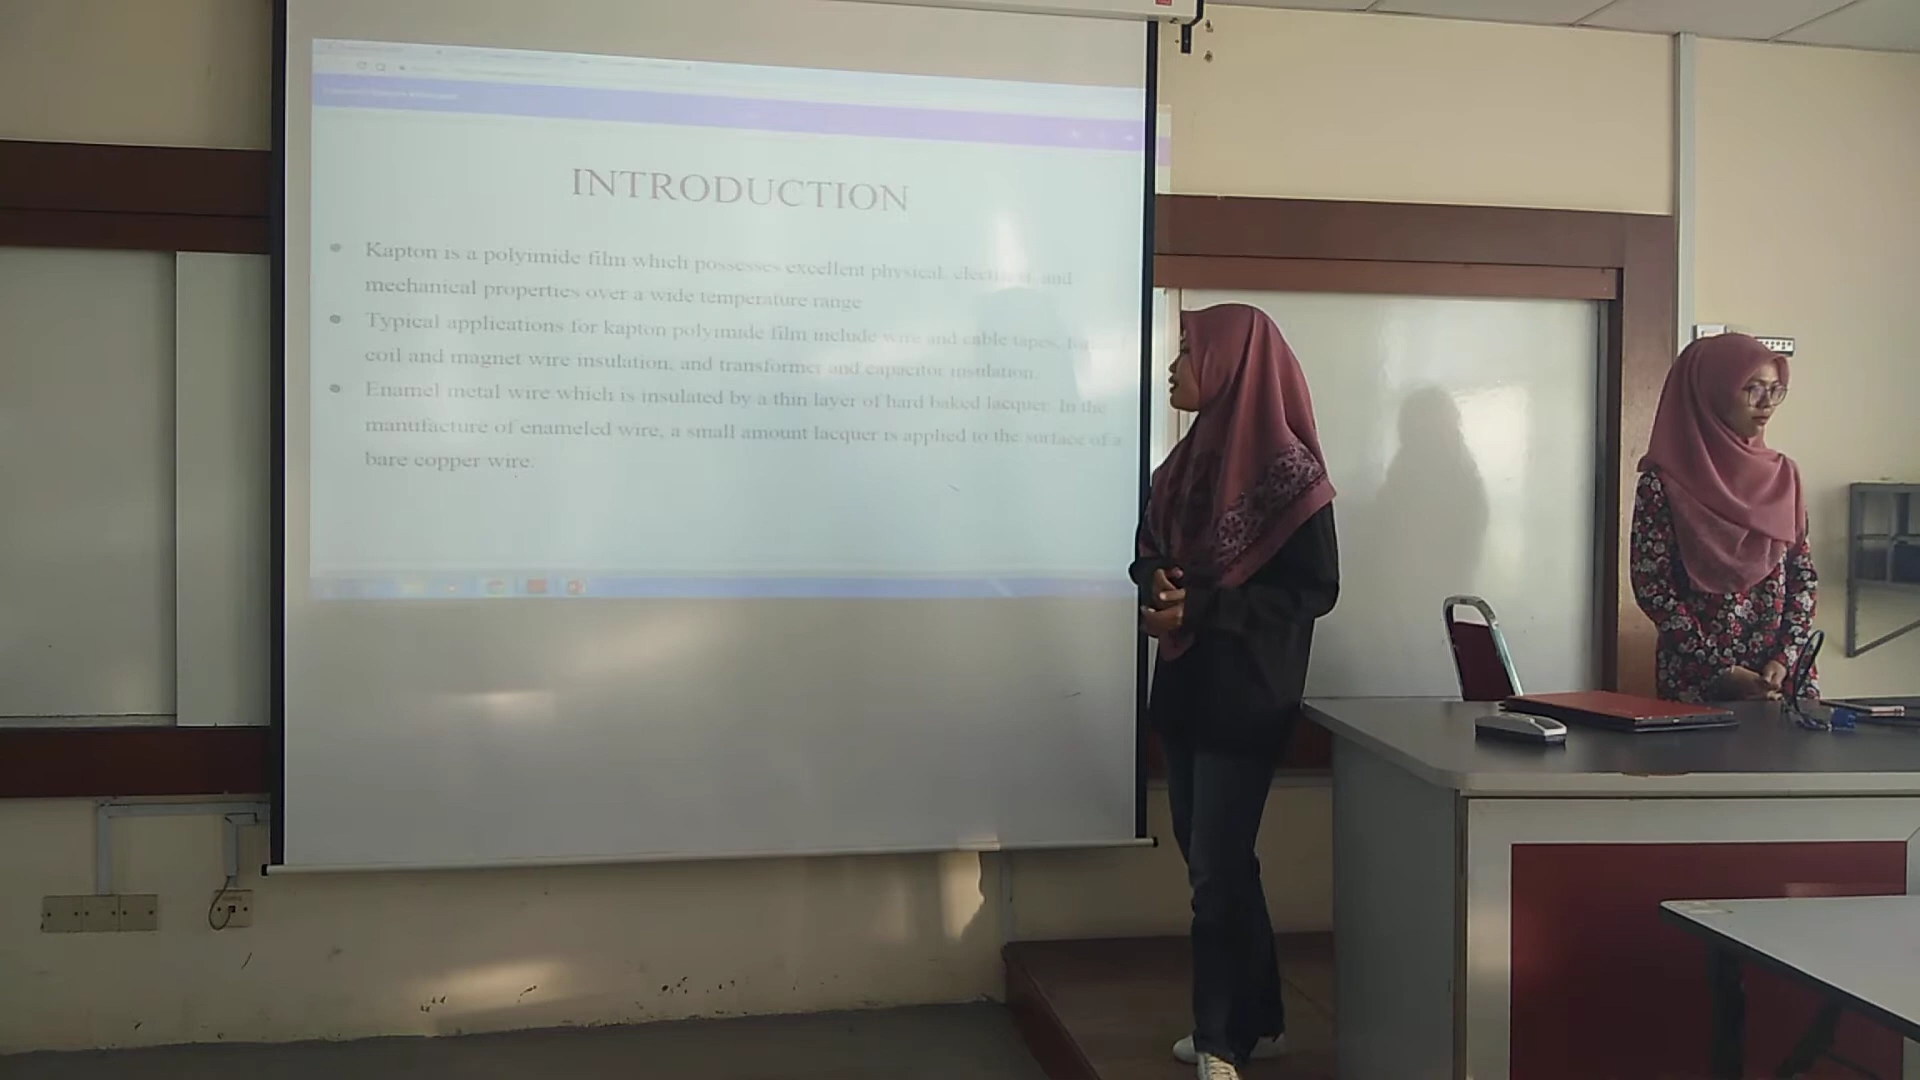 INTRODUCTION
Kapton is a polyimide film which possesses excellent physical, electrical, and
mechanical properties over a wide temperature range
Typical applications for kapton polyimide film include wire and cable tapes,
coil and magnet wire insulation, and transformer and capacitor insulation.
Enamel metal wire which is insulated by a thin layer of hard baked lacquer. In the
manufacture of enameled wire, a small amount lacquer is applied to the surface of a
bare copper wire.